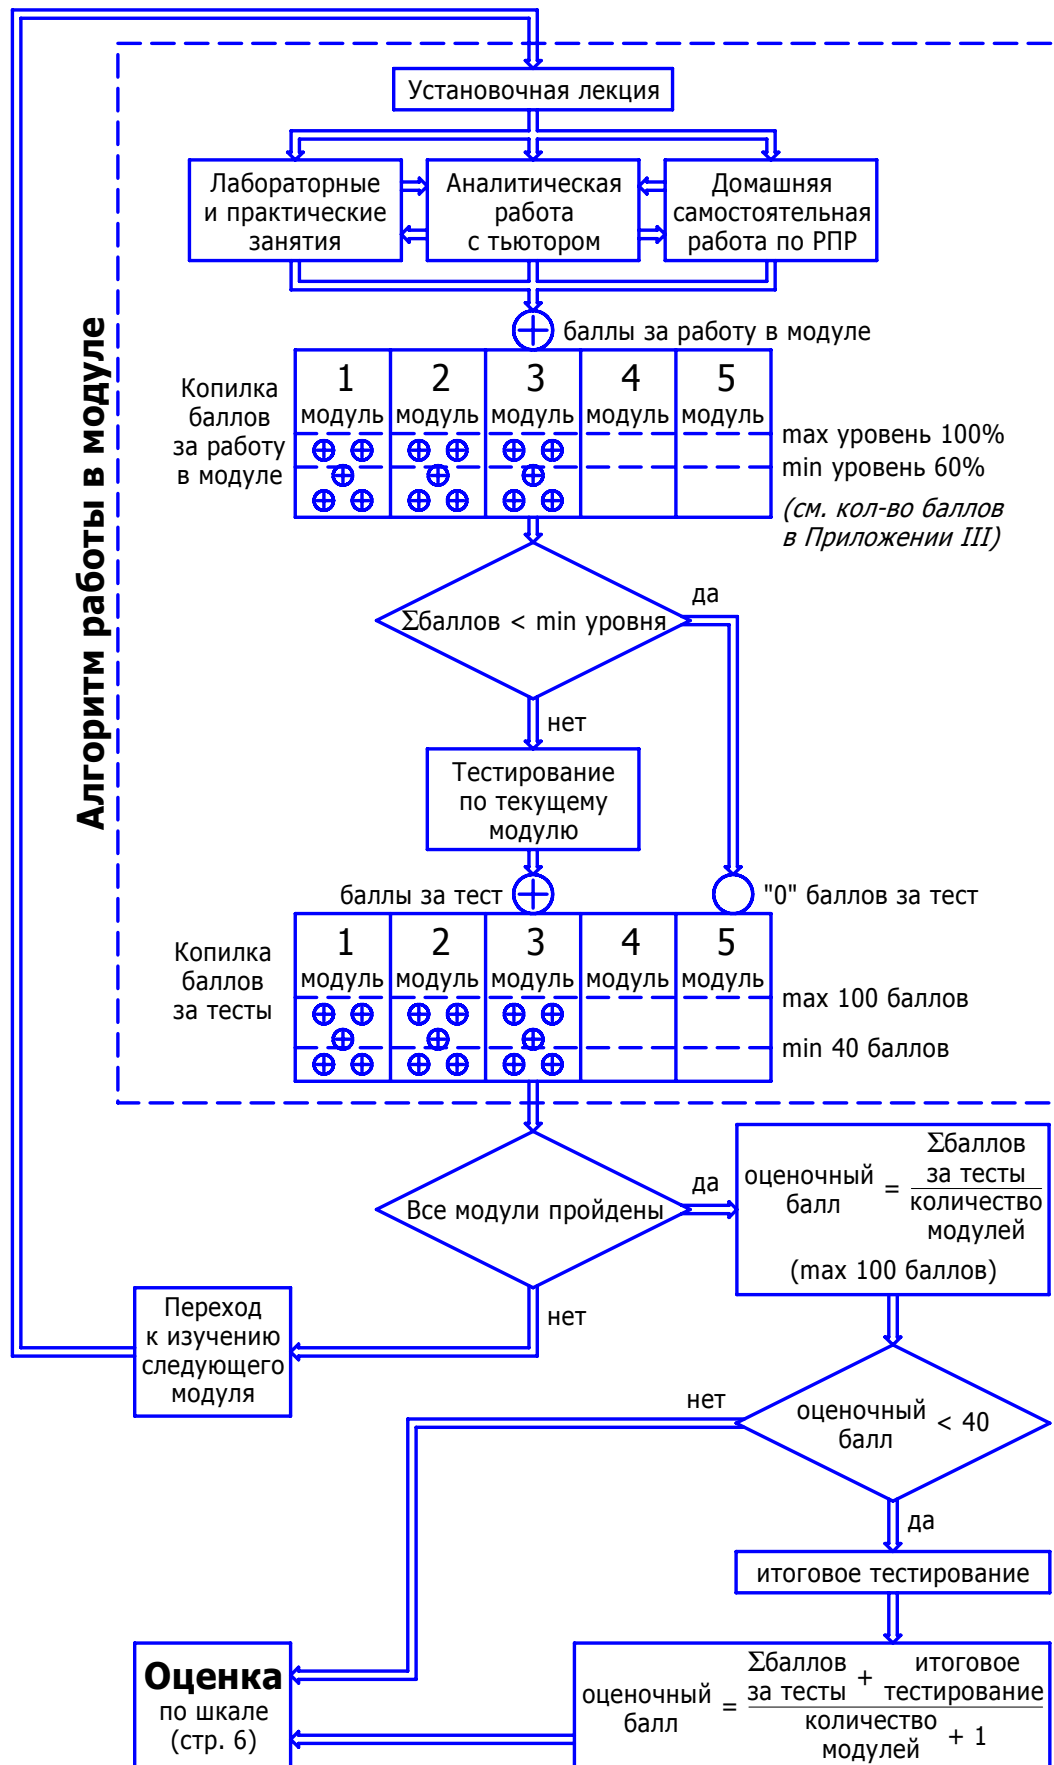 Алгоритм работы в модуле
Установочная лекция
Лабораторные
и практические
занятия
Аналитическая
работа
с тьютором
Домашняя
самостоятельная
работа по РПР
баллы за работу в модуле
Копилка
баллов
за работу
в модуле
1
модуль
2
модуль
3
модуль
4
модуль
5
модуль
max уровень 100%
min уровень 60%
(см. кол-во баллов
в Приложении III)
Σбаллов < min уровня
да
нет
Тестирование
по текущему
модулю
баллы за тест
"0" баллов за тест
Копилка
баллов
за тесты
1
модуль
2
модуль
3
модуль
4
модуль
5
модуль
max 100 баллов
min 40 баллов
Все модули пройдены
да
нет
оценочный
балл
=
Σбаллов
за тесты
количество
модулей
(max 100 баллов)
Переход
к изучению
следующего
модуля
оценочный
балл
< 40
нет
да
итоговое тестирование
оценочный
балл
=
Σбаллов
за тесты
+
итоговое
тестирование
количество
модулей
+ 1
Оценка
по шкале
(стр. 6)